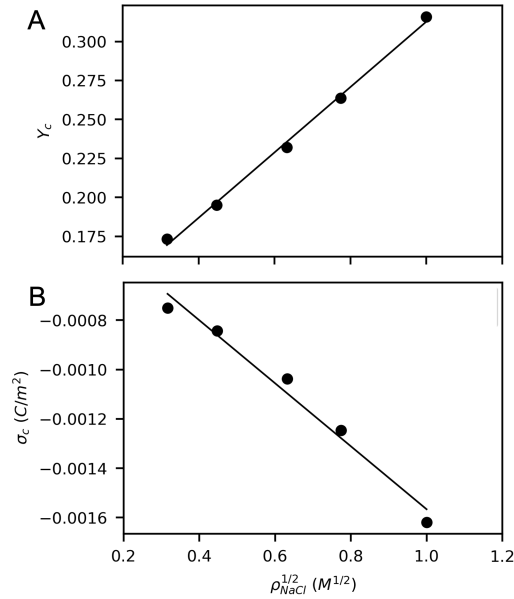 A
0.300
0.275
0.250
0.225
0.200
0.175
Y_c
B
−0.0008
−0.0010
−0.0012
−0.0014
−0.0016
σ_c (C/m²)
0.2 0.4 0.6 0.8 1.0 1.2
ρ_{NaCl}^{1/2} (M^{1/2})